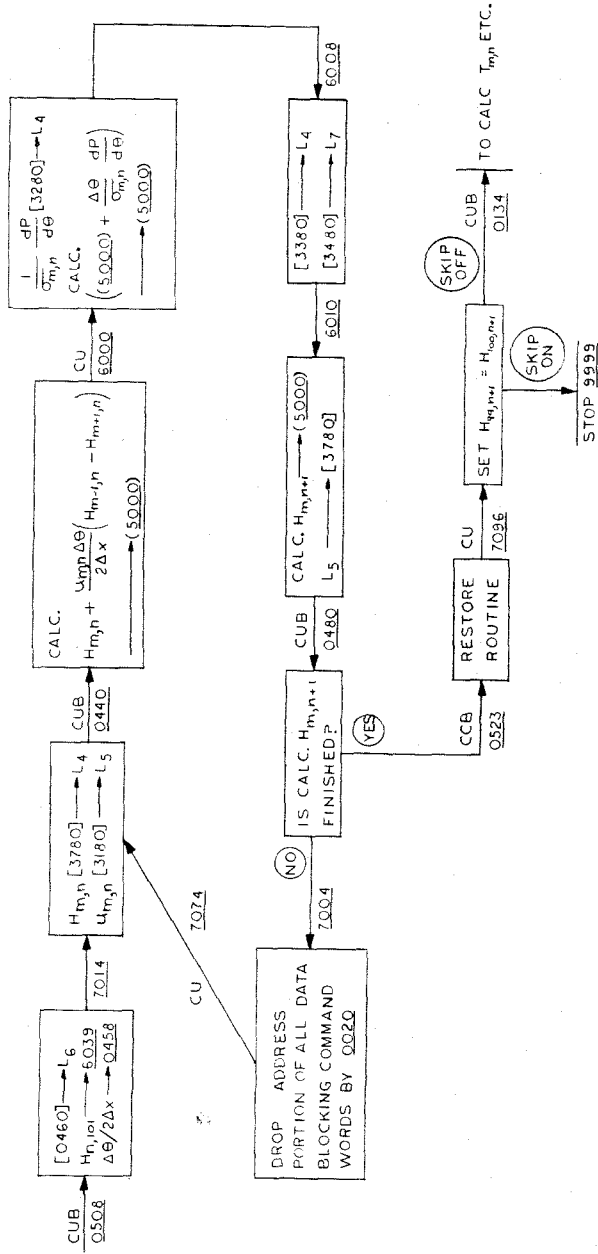 CUB
0508
[0460] → L6
Hn,101 → 6039
Δθ/2Δx → 0458
7014
Hm,n [3780] → L4
um,n [3180] → L5
CUB
0440
CALC.
Hm,n + um,nΔθ/2Δx (Hm-1,n − Hm+1,n)
→ (5000)
CU
6000
1/σm,n dP/dθ [3280] → L4
CALC.
((5000) + Δθ/σm,n dP/dθ)
→ (5000)
6008
[3380] → L4
[3480] → L7
6010
CALC. Hm,n+1 → (5000)
L5 → [3780]
CUB
0480
IS CALC. Hm,n+1
FINISHED?
NO
7004
DROP ADDRESS
PORTION OF ALL DATA
BLOCKING COMMAND
WORDS BY 0020
CU
7074
YES
CCB
0523
RESTORE
ROUTINE
CU
7096
SET H99,n+1 = H100,n+1
SKIP
ON
STOP 9999
SKIP
OFF
CUB
0134
TO CALC Tm,n ETC.